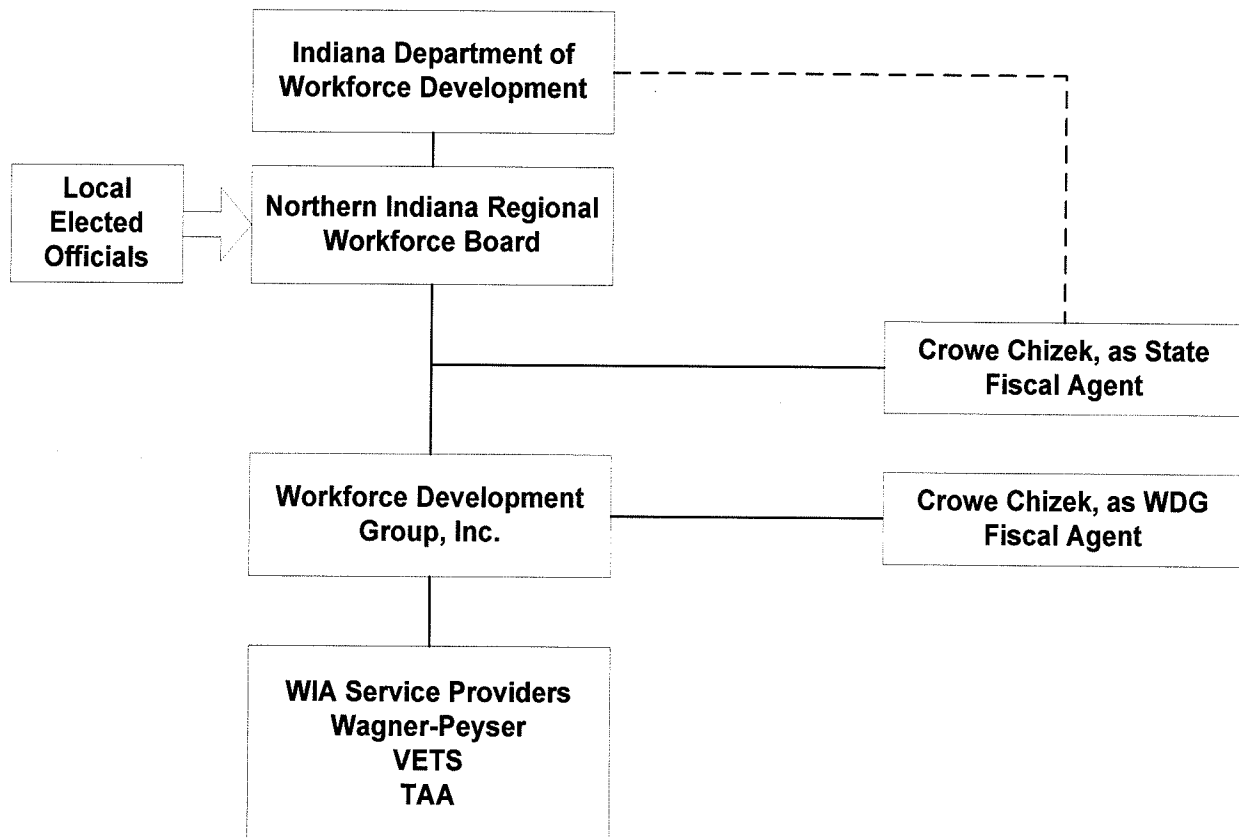 Indiana Department of
Workforce Development
Local
Elected
Officials
Northern Indiana Regional
Workforce Board
Crowe Chizek, as State
Fiscal Agent
Workforce Development
Group, Inc.
Crowe Chizek, as WDG
Fiscal Agent
WIA Service Providers
Wagner-Peyser
VETS
TAA